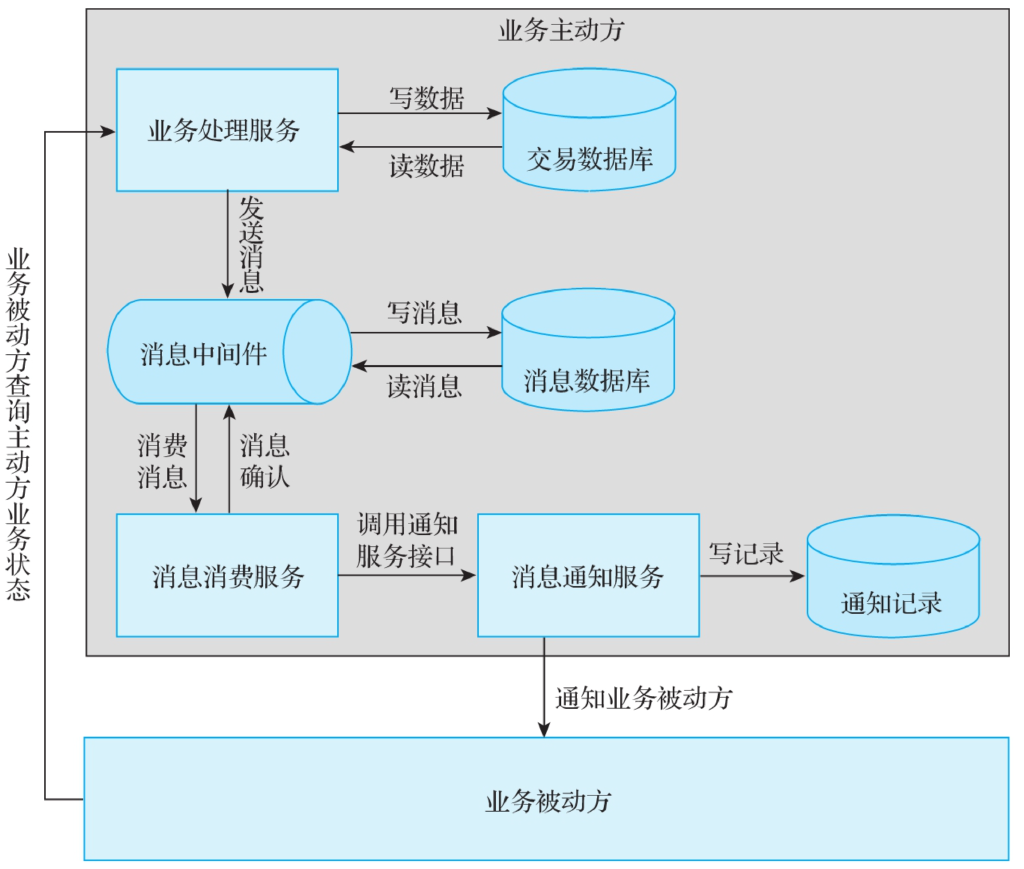 业务主动方
业务处理服务
写数据
读数据
交易数据库
发送消息
消息中间件
写消息
读消息
消息数据库
消费
消息
消息
确认
消息消费服务
调用通知
服务接口
消息通知服务
写记录
通知记录
通知业务被动方
业务被动方
业务被动方查询主动方业务状态